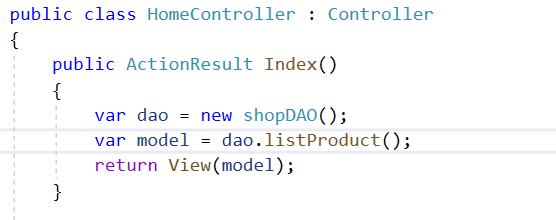 public class HomeController : Controller
{
public ActionResult Index()
{
var dao = new shopDAO();
var model = dao.listProduct();
return View(model);
}